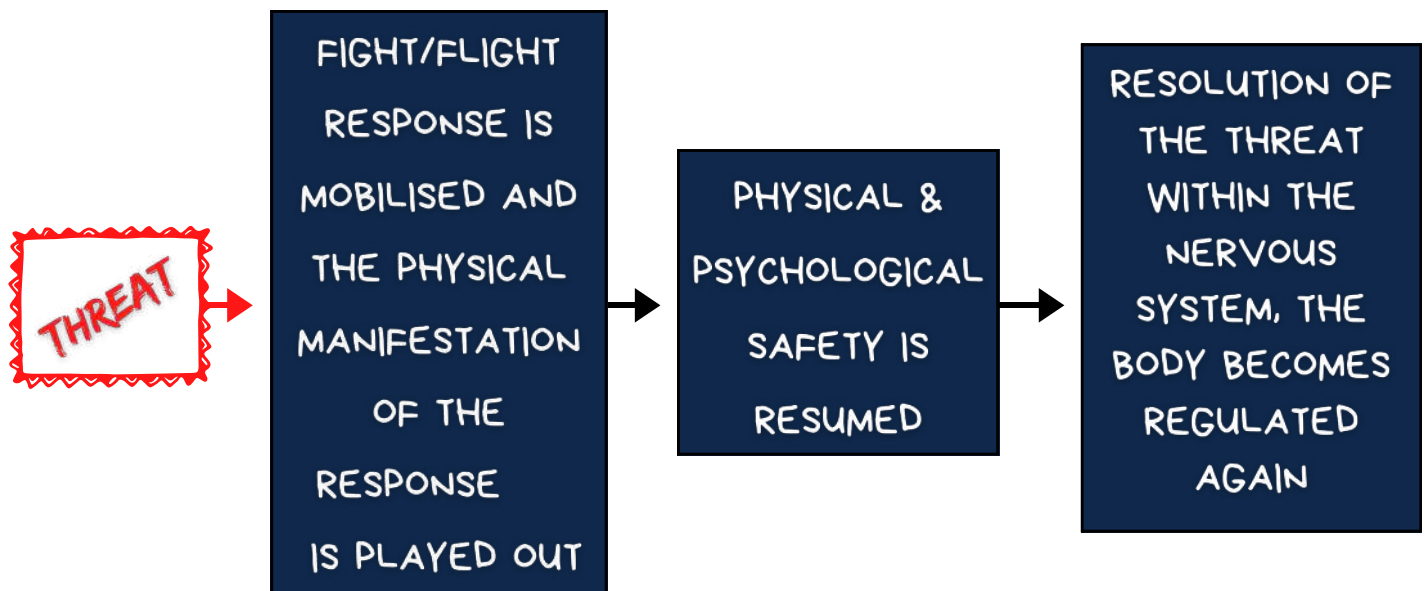 THREAT
FIGHT/FLIGHT
RESPONSE IS
MOBILISED AND
THE PHYSICAL
MANIFESTATION
OF THE
RESPONSE
IS PLAYED OUT
PHYSICAL &
PSYCHOLOGICAL
SAFETY IS
RESUMED
RESOLUTION OF
THE THREAT
WITHIN THE
NERVOUS
SYSTEM, THE
BODY BECOMES
REGULATED
AGAIN